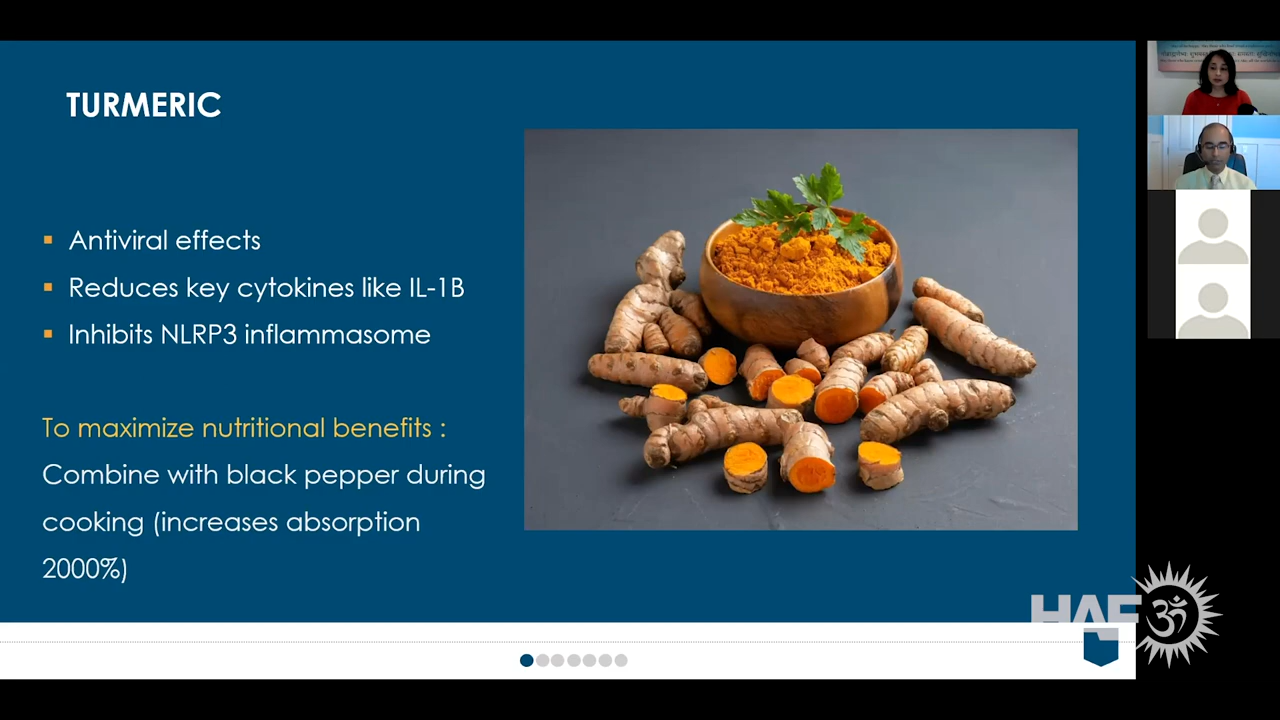 TURMERIC
▪ Antiviral effects
▪ Reduces key cytokines like IL-1B
▪ Inhibits NLRP3 inflammasome
To maximize nutritional benefits :
Combine with black pepper during
cooking (increases absorption
2000%)
HAF
ॐ